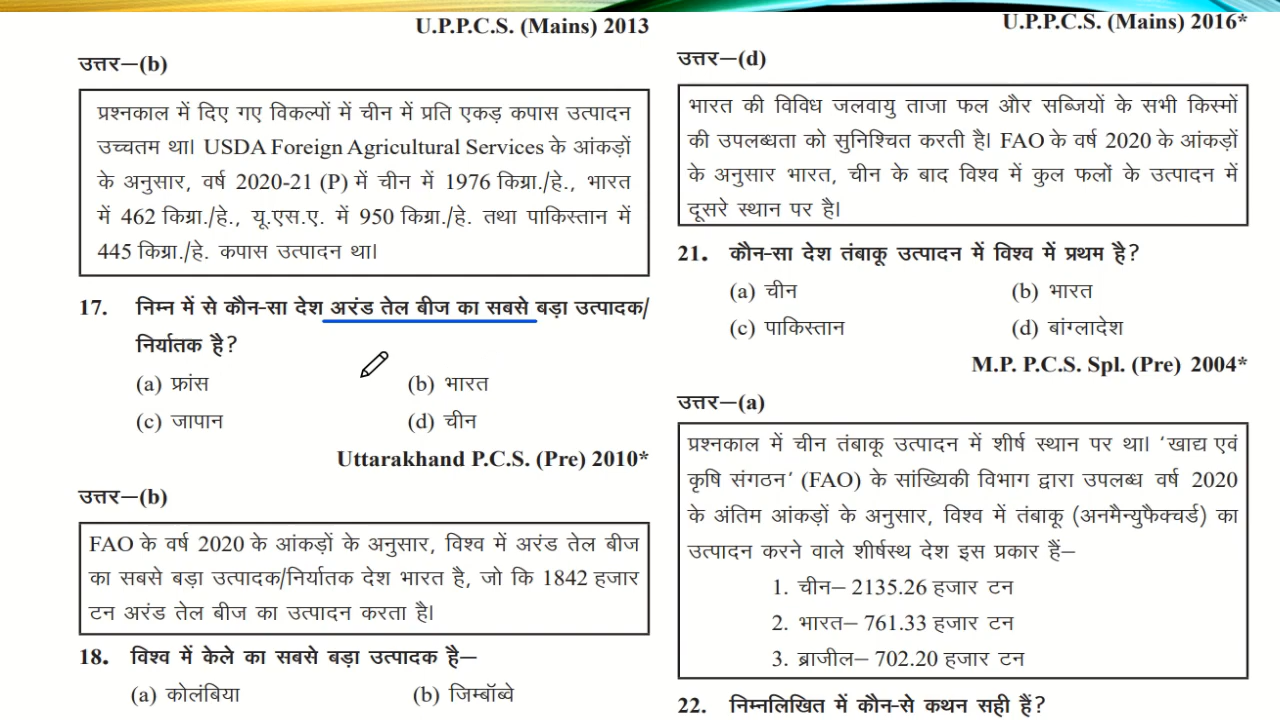 U.P.P.C.S. (Mains) 2013
उत्तर–(b)
प्रश्नकाल में दिए गए विकल्पों में चीन में प्रति एकड़ कपास उत्पादन
उच्चतम था। USDA Foreign Agricultural Services के आंकड़ों
के अनुसार, वर्ष 2020-21 (P) में चीन में 1976 किग्रा./हे., भारत
में 462 किग्रा./हे., यू.एस.ए. में 950 किग्रा./हे. तथा पाकिस्तान में
445 किग्रा./हे. कपास उत्पादन था।
17. निम्न में से कौन-सा देश अरंड तेल बीज का सबसे बड़ा उत्पादक/
निर्यातक है?
(a) फ्रांस (b) भारत
(c) जापान (d) चीन
Uttarakhand P.C.S. (Pre) 2010*
उत्तर–(b)
FAO के वर्ष 2020 के आंकड़ों के अनुसार, विश्व में अरंड तेल बीज
का सबसे बड़ा उत्पादक/निर्यातक देश भारत है, जो कि 1842 हजार
टन अरंड तेल बीज का उत्पादन करता है।
18. विश्व में केले का सबसे बड़ा उत्पादक है–
(a) कोलंबिया (b) जिम्बॉब्वे
U.P.P.C.S. (Mains) 2016*
उत्तर–(d)
भारत की विविध जलवायु ताजा फल और सब्जियों के सभी किस्मों
की उपलब्धता को सुनिश्चित करती है। FAO के वर्ष 2020 के आंकड़ों
के अनुसार भारत, चीन के बाद विश्व में कुल फलों के उत्पादन में
दूसरे स्थान पर है।
21. कौन-सा देश तंबाकू उत्पादन में विश्व में प्रथम है?
(a) चीन (b) भारत
(c) पाकिस्तान (d) बांग्लादेश
M.P. P.C.S. Spl. (Pre) 2004*
उत्तर–(a)
प्रश्नकाल में चीन तंबाकू उत्पादन में शीर्ष स्थान पर था। ‘खाद्य एवं
कृषि संगठन’ (FAO) के सांख्यिकी विभाग द्वारा उपलब्ध वर्ष 2020
के अंतिम आंकड़ों के अनुसार, विश्व में तंबाकू (अनमैन्युफैक्चर्ड) का
उत्पादन करने वाले शीर्षस्थ देश इस प्रकार हैं–
1. चीन– 2135.26 हजार टन
2. भारत– 761.33 हजार टन
3. ब्राजील– 702.20 हजार टन
22. निम्नलिखित में कौन-से कथन सही हैं?